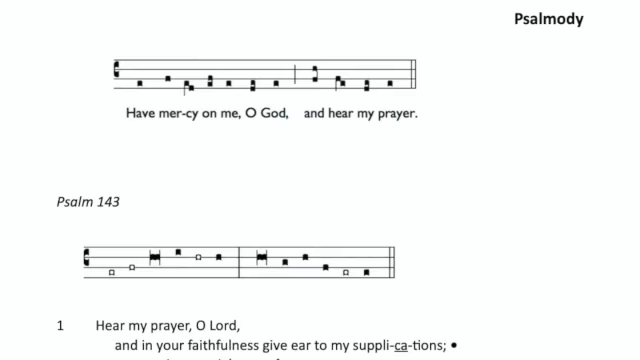 Psalmody
Have mer-cy on me, O God, and hear my prayer.
Psalm 143
1 Hear my prayer, O Lord,
and in your faithfulness give ear to my suppli-ca-tions; •